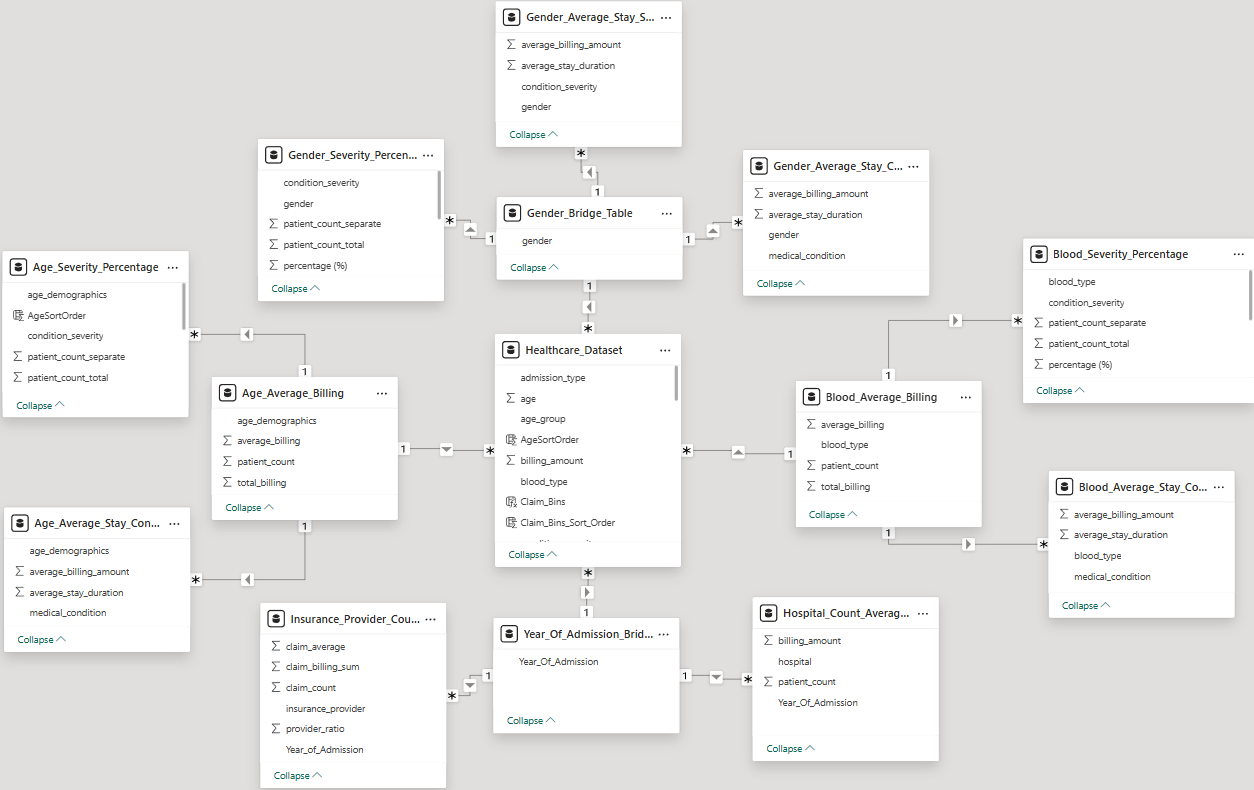 Gender_Average_Stay_S...
average_billing_amount
average_stay_duration
condition_severity
gender
Collapse
Gender_Severity_Percen...
condition_severity
gender
patient_count_separate
patient_count_total
percentage (%)
Collapse
Gender_Bridge_Table
gender
Collapse
Gender_Average_Stay_C...
average_billing_amount
average_stay_duration
gender
medical_condition
Collapse
Age_Severity_Percentage
age_demographics
AgeSortOrder
condition_severity
patient_count_separate
patient_count_total
Collapse
Blood_Severity_Percentage
blood_type
condition_severity
patient_count_separate
patient_count_total
percentage (%)
Collapse
Age_Average_Billing
age_demographics
average_billing
patient_count
total_billing
Collapse
Healthcare_Dataset
admission_type
age
age_group
AgeSortOrder
billing_amount
blood_type
Claim_Bins
Claim_Bins_Sort_Order
Collapse
Blood_Average_Billing
average_billing
blood_type
patient_count
total_billing
Collapse
Age_Average_Stay_Con...
age_demographics
average_billing_amount
average_stay_duration
medical_condition
Collapse
Blood_Average_Stay_Co...
average_billing_amount
average_stay_duration
blood_type
medical_condition
Collapse
Insurance_Provider_Cou...
claim_average
claim_billing_sum
claim_count
insurance_provider
provider_ratio
Year_of_Admission
Collapse
Year_Of_Admission_Brid...
Year_Of_Admission
Collapse
Hospital_Count_Averag...
billing_amount
hospital
patient_count
Year_Of_Admission
Collapse
* 1
* 1
1 *
1 *
* 1
1 *
* 1
1 *
* 1
1 *
* 1
* 1
1 *